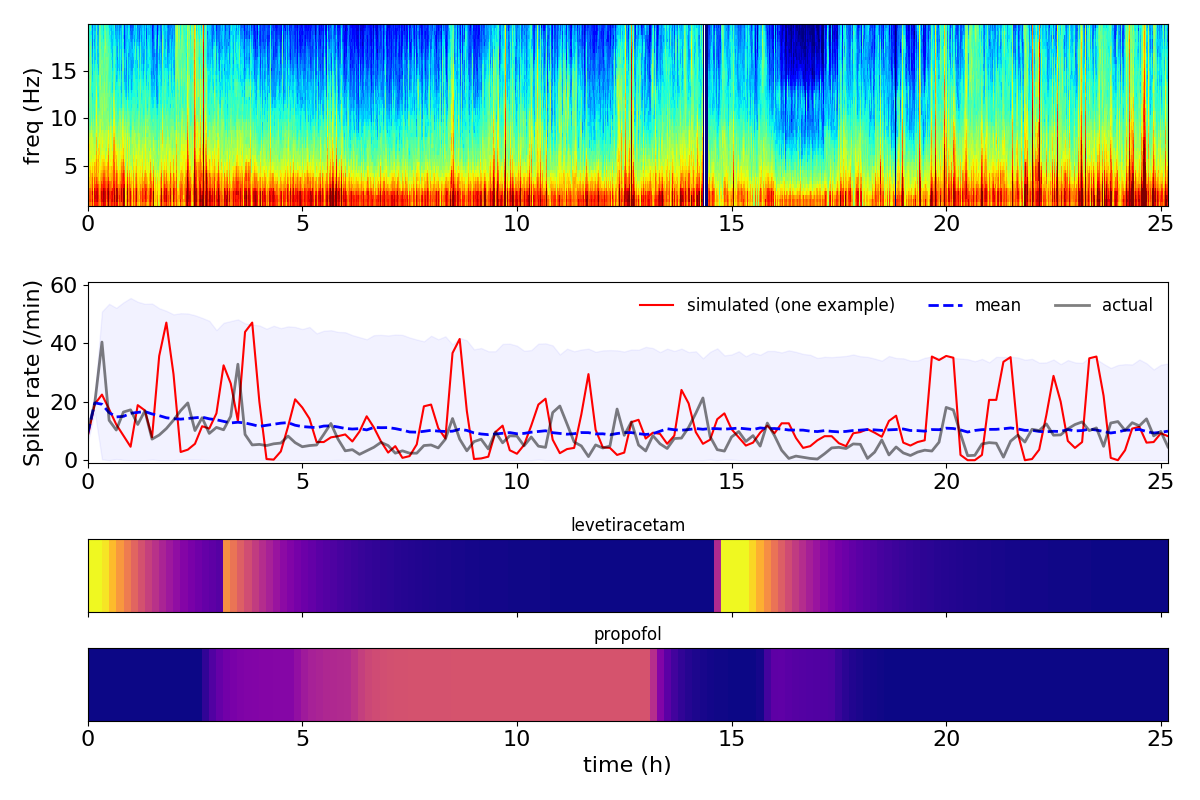 freq (Hz)
15
10
5
0 5 10 15 20 25
Spike rate (/min)
60
40
20
0
simulated (one example) mean actual
0 5 10 15 20 25
levetiracetam
propofol
0 5 10 15 20 25
time (h)